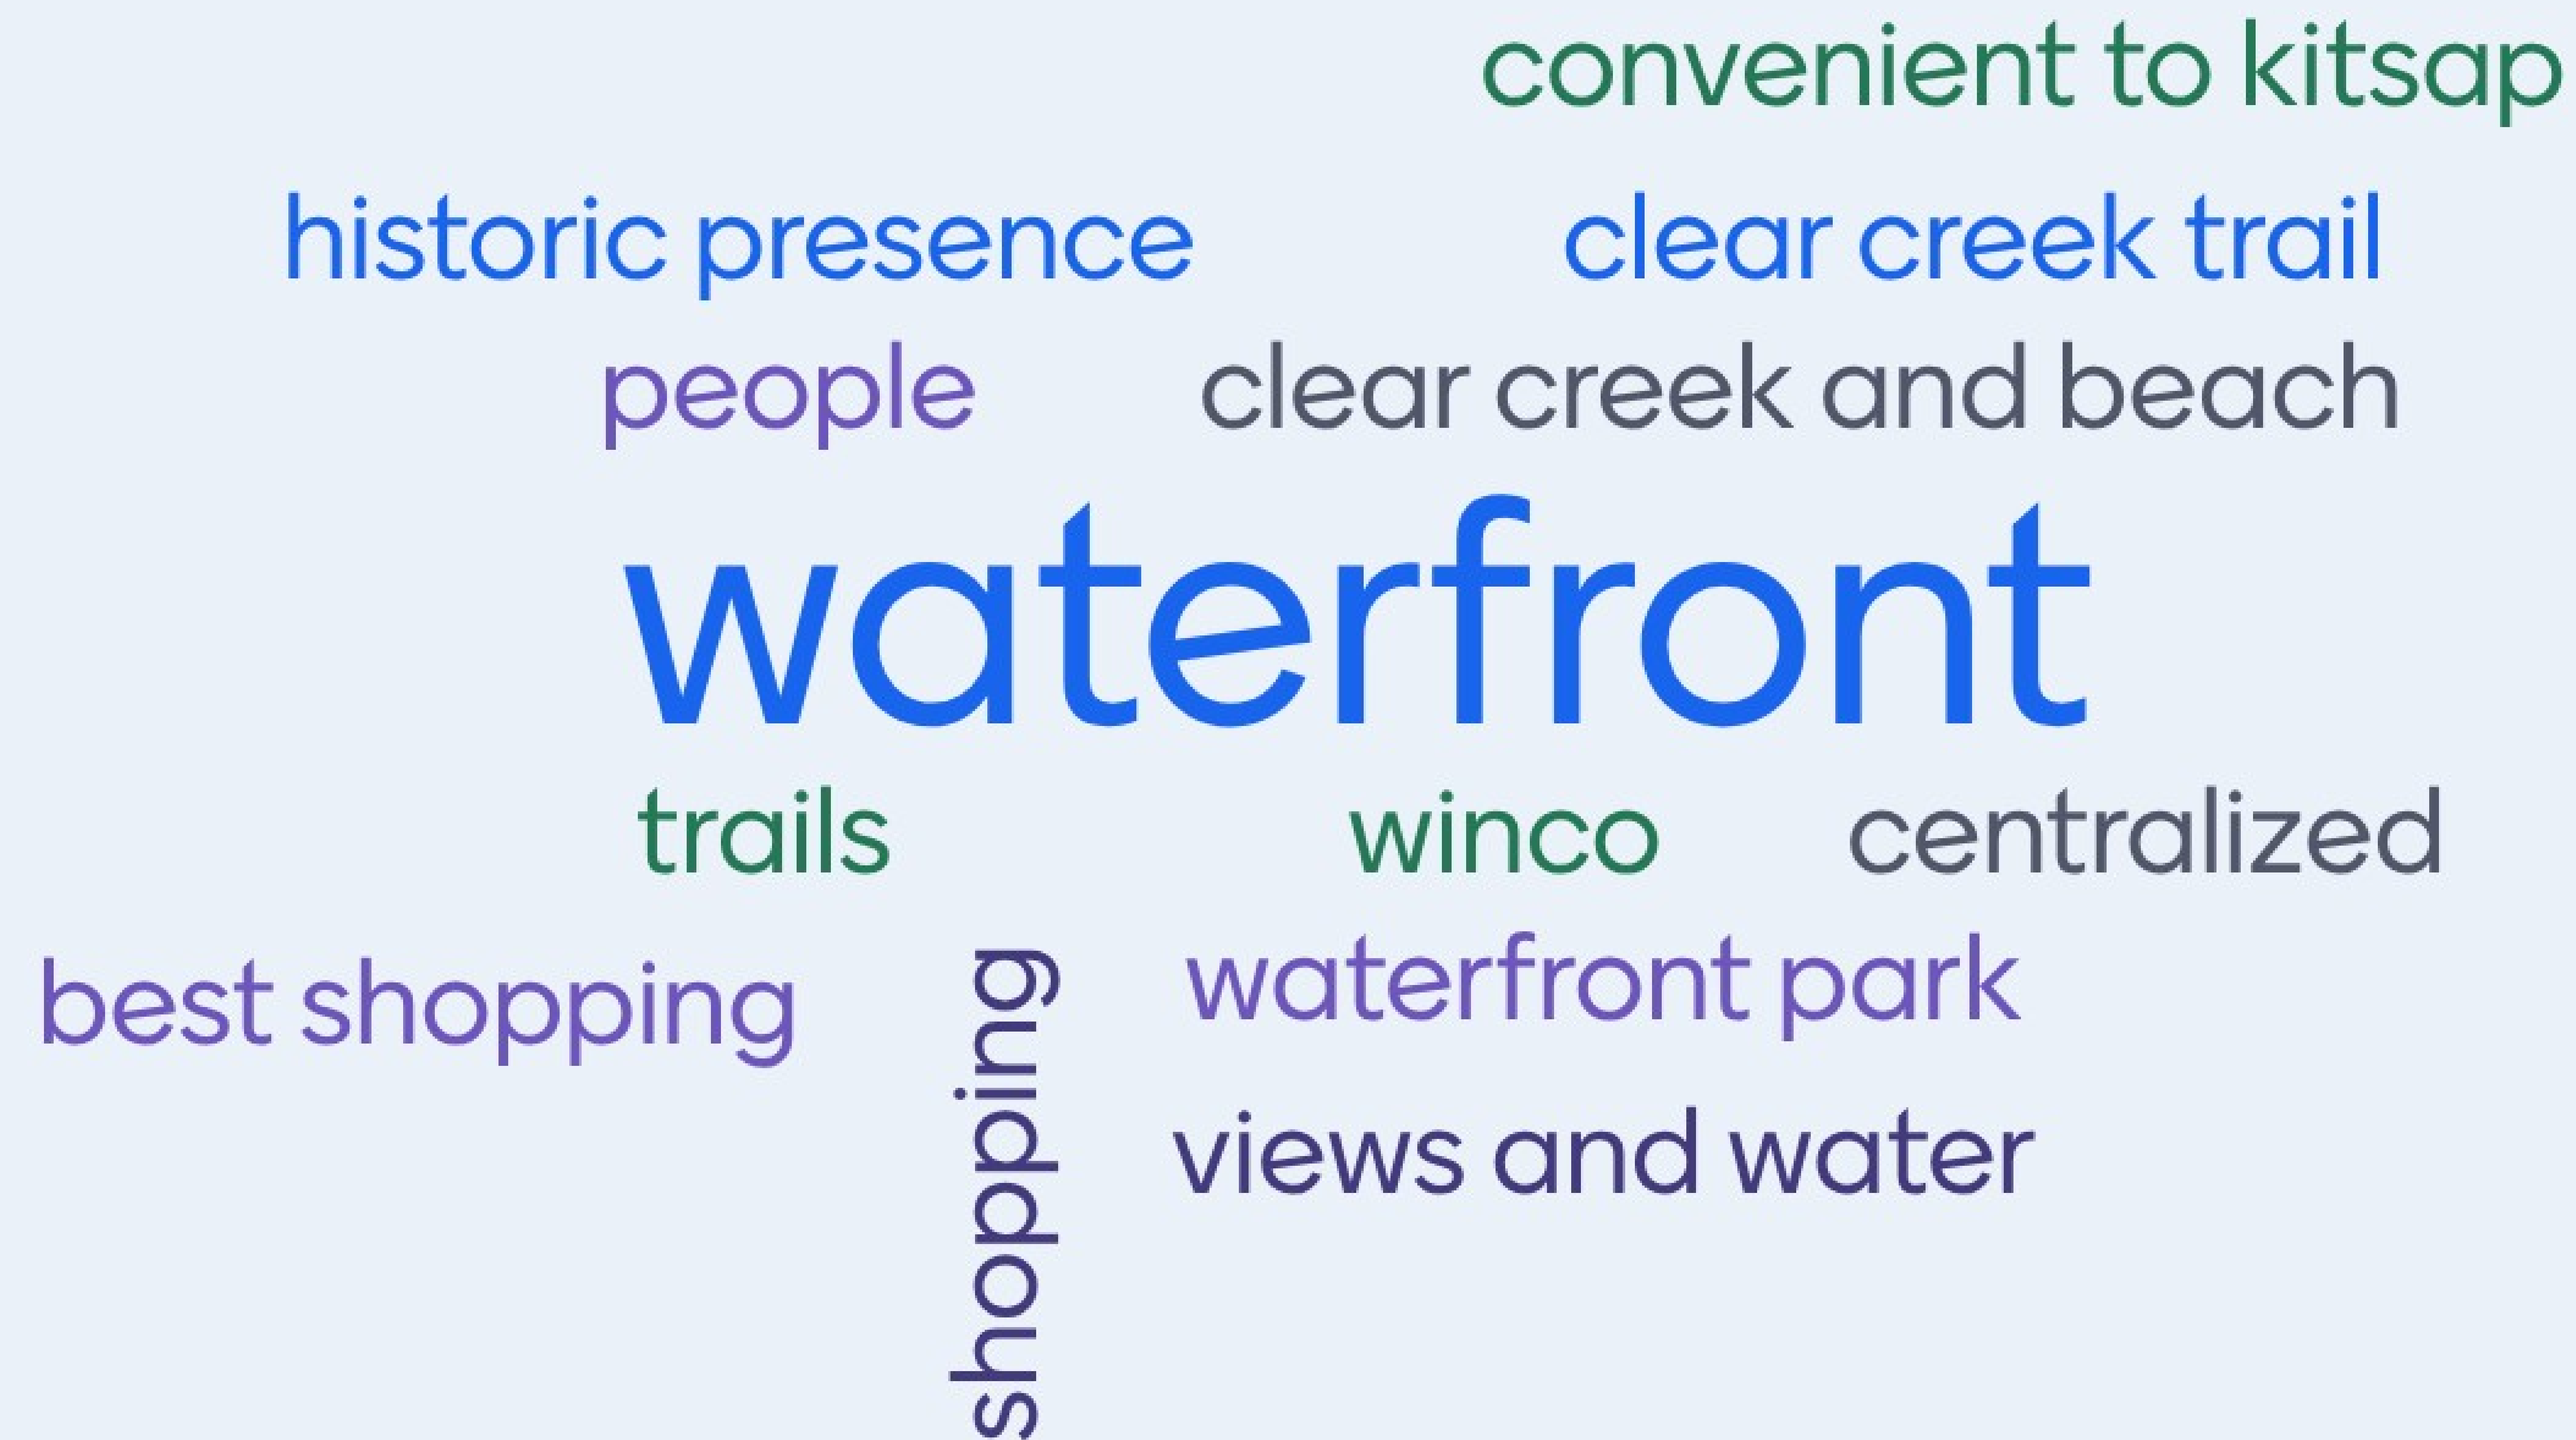 convenient to kitsap
historic presence
clear creek trail
people
clear creek and beach
waterfront
trails
winco
centralized
best shopping
shopping
waterfront park
views and water